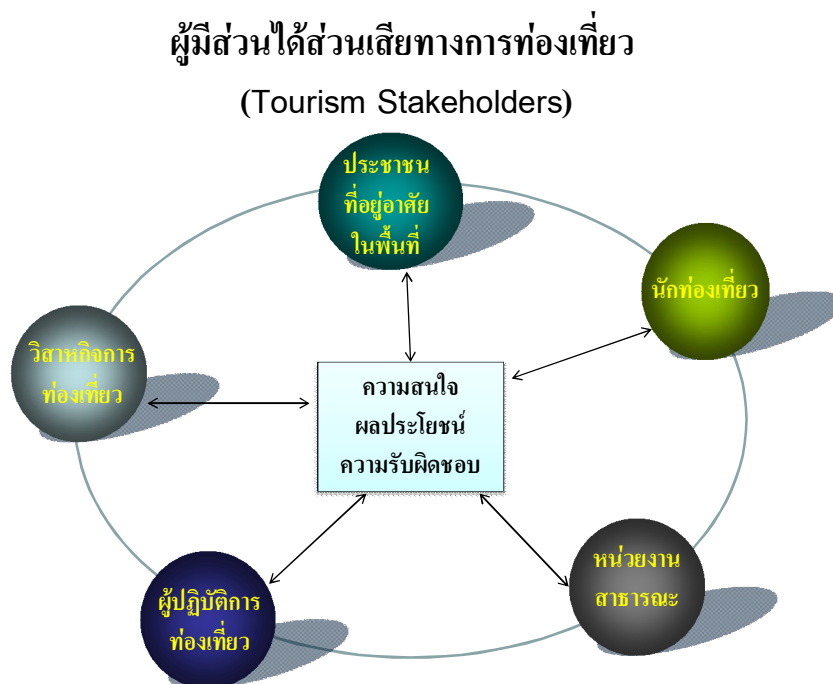 ผู้มีส่วนได้ส่วนเสียทางการท่องเที่ยว
(Tourism Stakeholders)
ประชาชน
ที่อยู่อาศัย
ในพื้นที่
นักท่องเที่ยว
วิสาหกิจการ
ท่องเที่ยว
ความสนใจ
ผลประโยชน์
ความรับผิดชอบ
หน่วยงาน
สาธารณะ
ผู้ปฏิบัติการ
ท่องเที่ยว